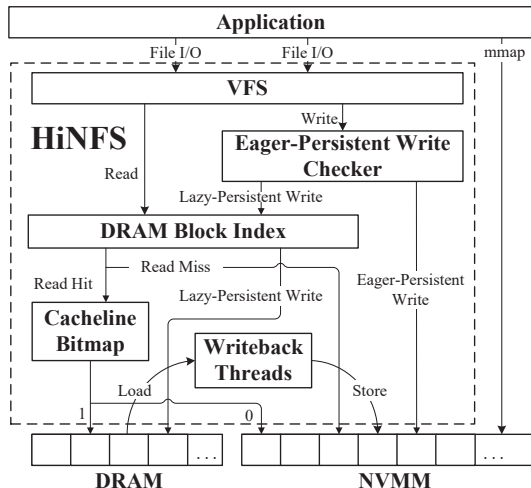 Application
File I/O
File I/O
mmap
VFS
HiNFS
Write
Eager-Persistent Write
Checker
Read
Lazy-Persistent Write
DRAM Block Index
Read Miss
Read Hit
Lazy-Persistent Write
Eager-Persistent
Write
Cacheline
Bitmap
Writeback
Threads
Load
Store
1
0
...
...
DRAM
NVMM